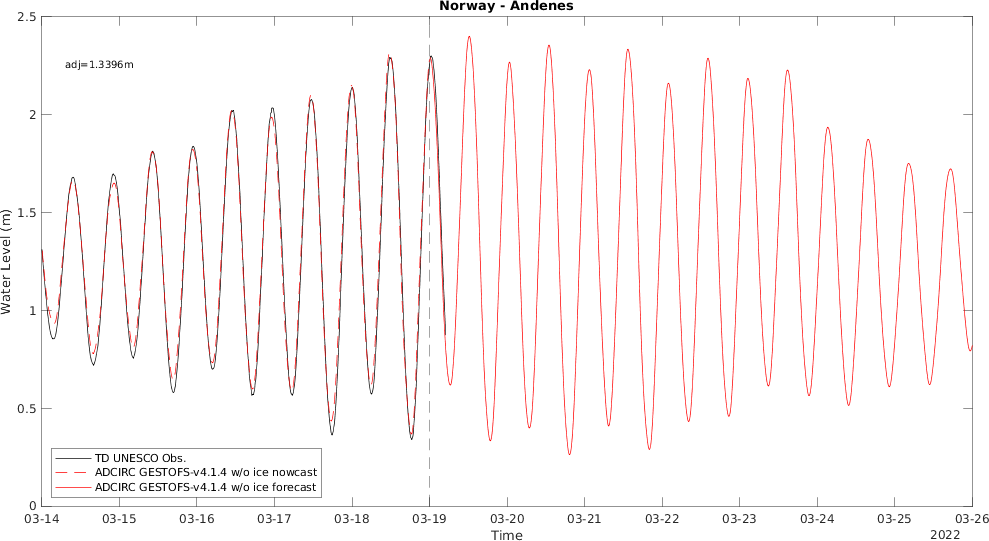 Norway - Andenes
2.5
adj=1.3396m
2
1.5
Water Level (m)
1
0.5
TD UNESCO Obs.
ADCIRC GESTOFS-v4.1.4 w/o ice nowcast
ADCIRC GESTOFS-v4.1.4 w/o ice forecast
0
03-14 03-15 03-16 03-17 03-18 03-19 03-20 03-21 03-22 03-23 03-24 03-25 03-26
Time
2022